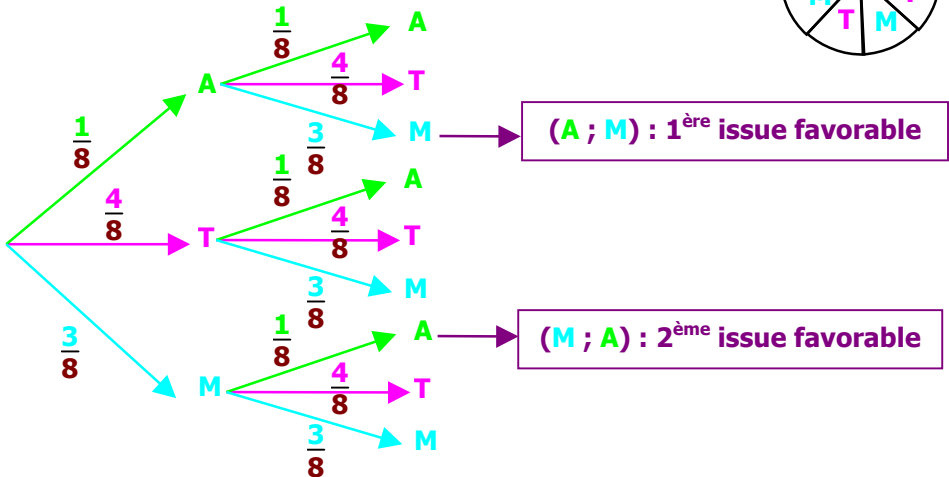 M T M T
1/8 A
A 4/8 T
3/8 M (A ; M) : 1ère issue favorable
1/8
1/8 A
4/8 T 4/8 T
3/8 M
3/8
1/8 A (M ; A) : 2ème issue favorable
M 4/8 T
3/8 M